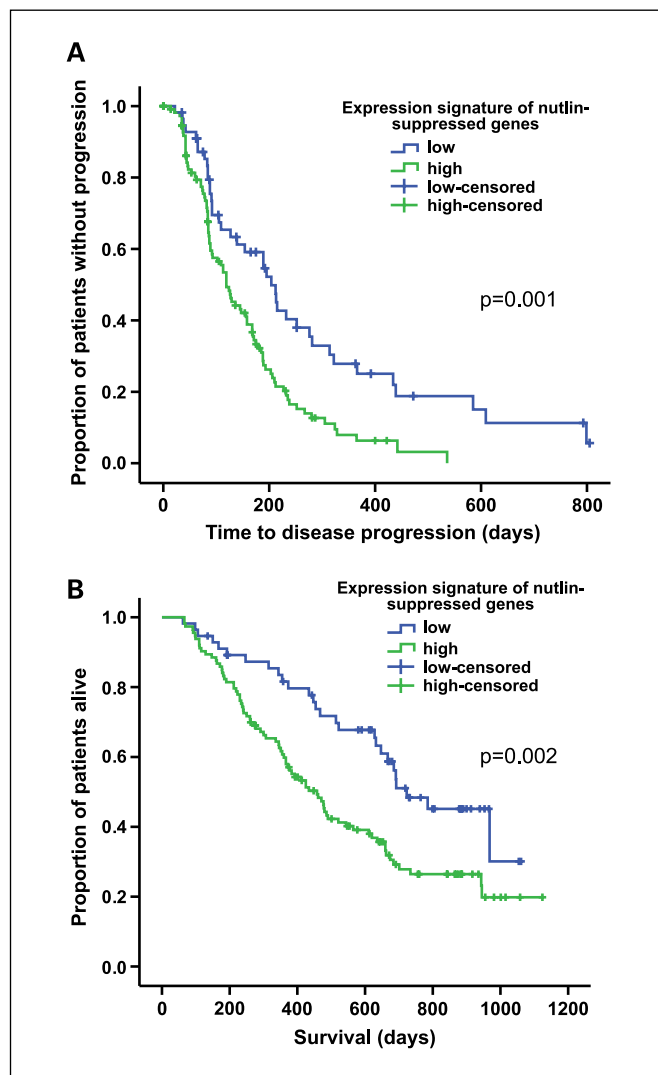 A
Proportion of patients without progression
1.0
0.8
0.6
0.4
0.2
0.0
Expression signature of nutlin-
suppressed genes
low
high
low-censored
high-censored
p=0.001
0 200 400 600 800
Time to disease progression (days)
B
Proportion of patients alive
1.0
0.8
0.6
0.4
0.2
0.0
Expression signature of nutlin-
suppressed genes
low
high
low-censored
high-censored
p=0.002
0 200 400 600 800 1000 1200
Survival (days)